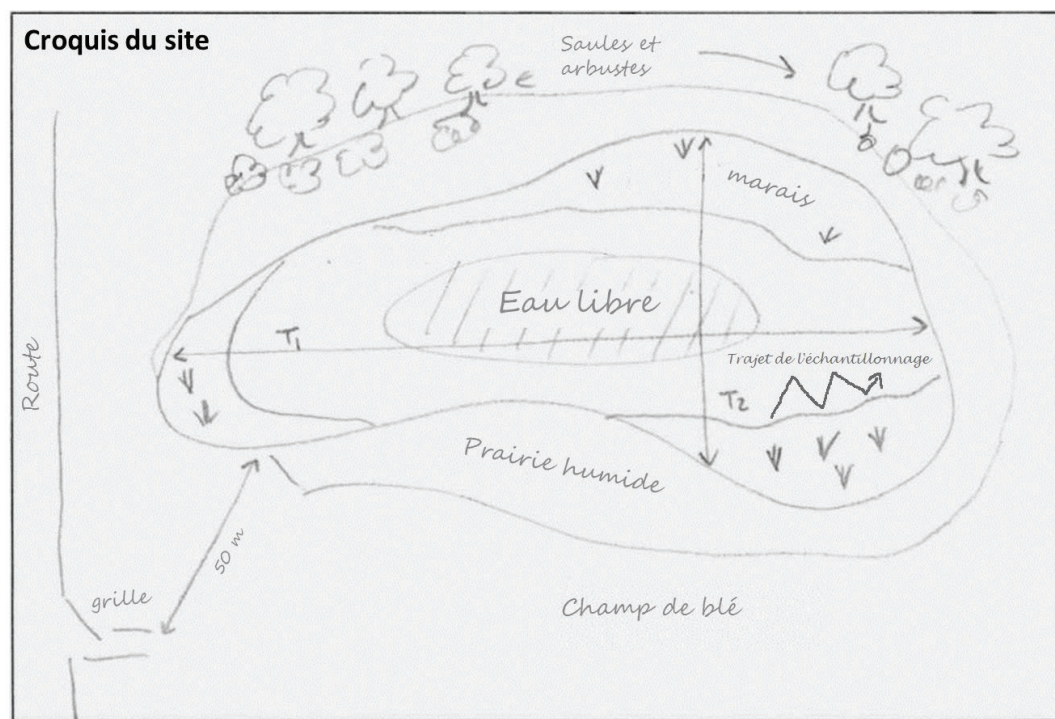 Croquis du site
Saules et
arbustes
marais
Eau libre
T1
Trajet de l'échantillonnage
T2
Route
Prairie humide
50 m
grille
Champ de blé